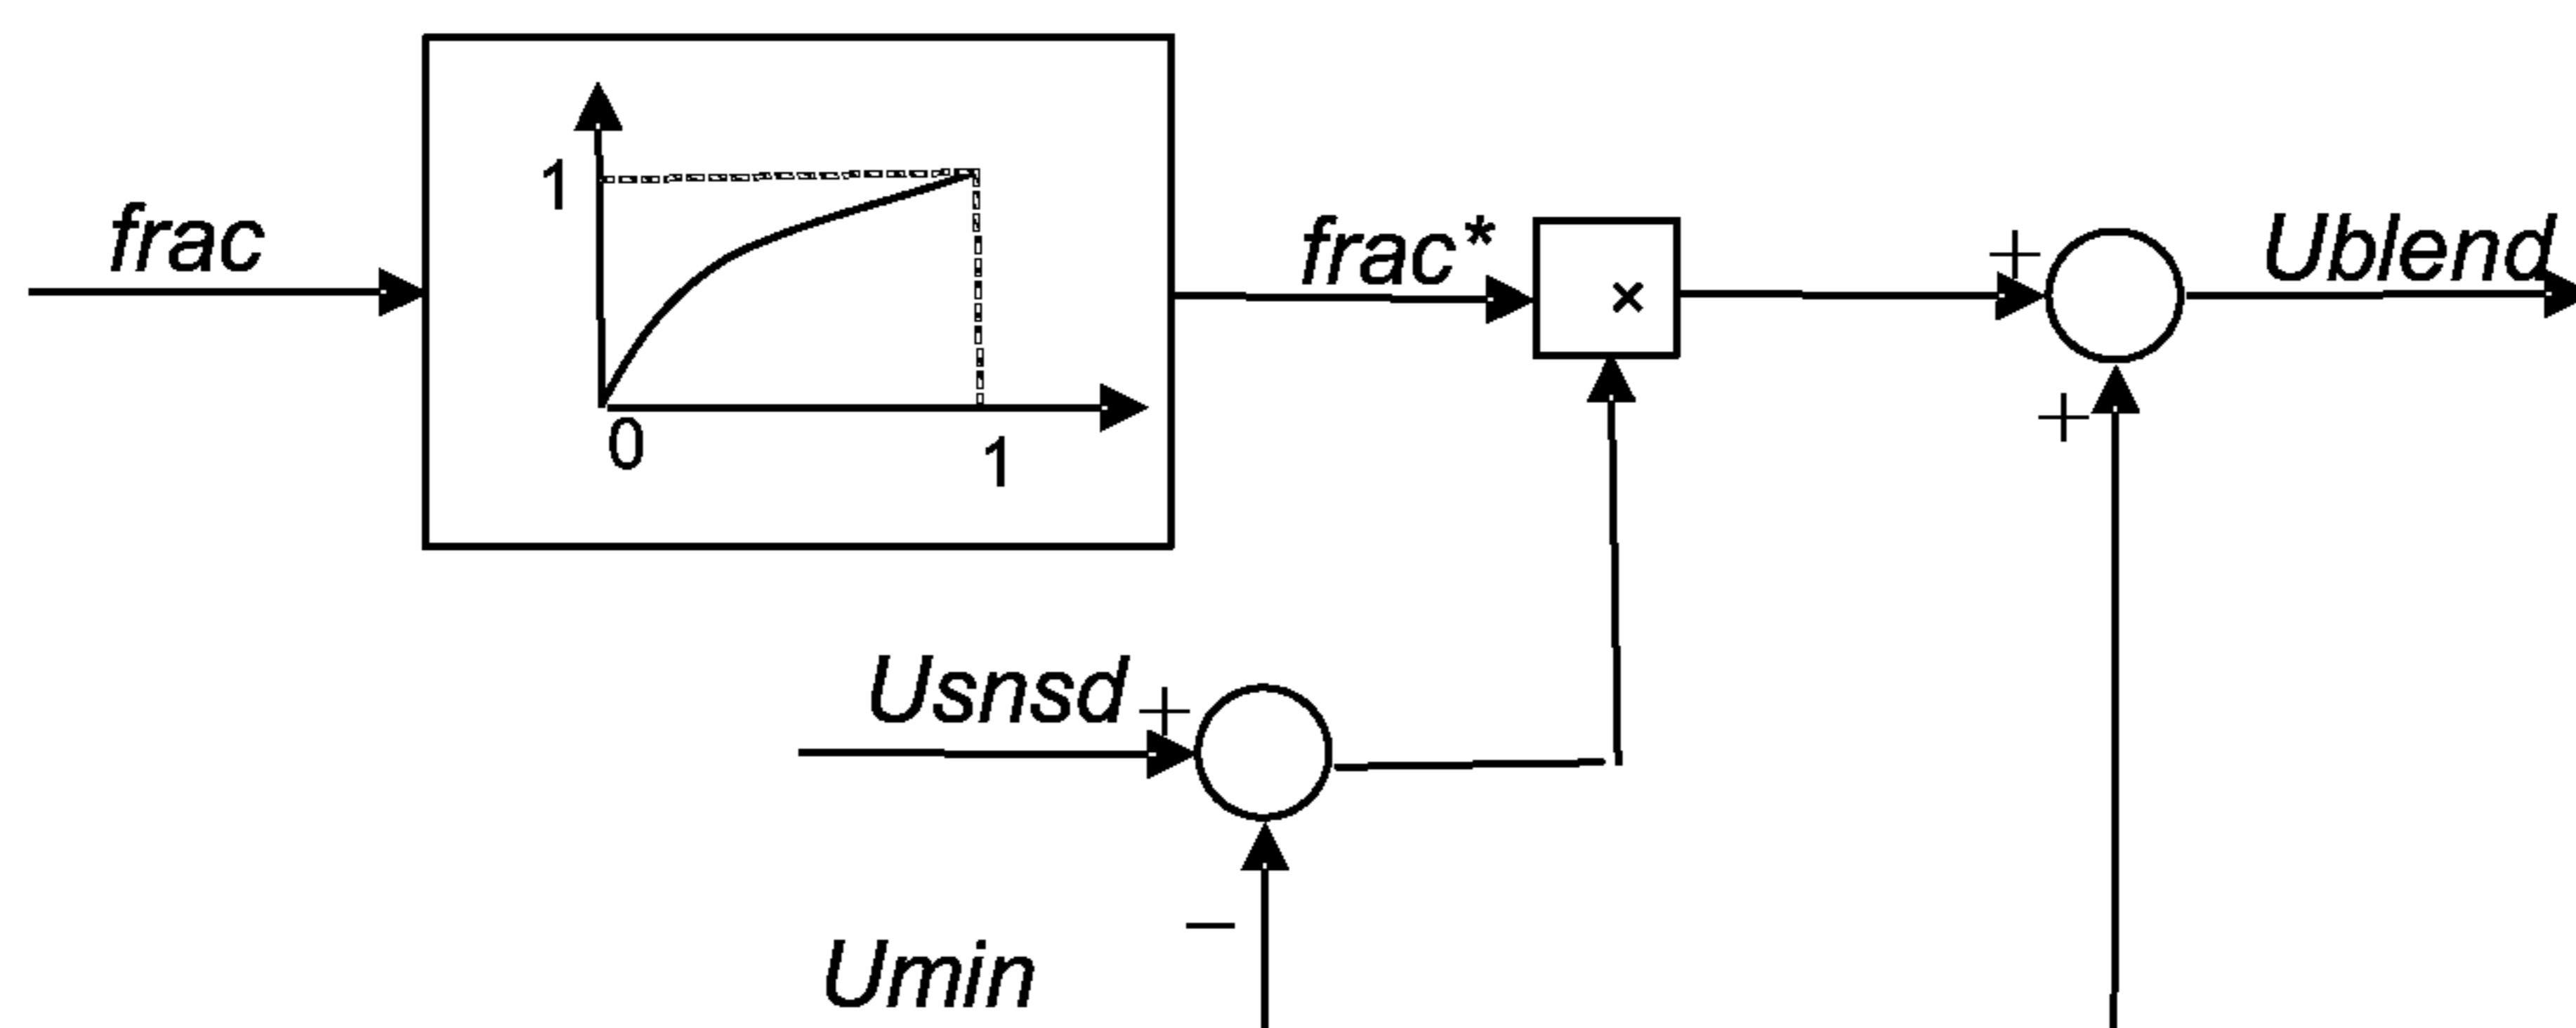 1
frac
0
1
frac*
×
+
Ublend
+
Usnsd
+
−
Umin